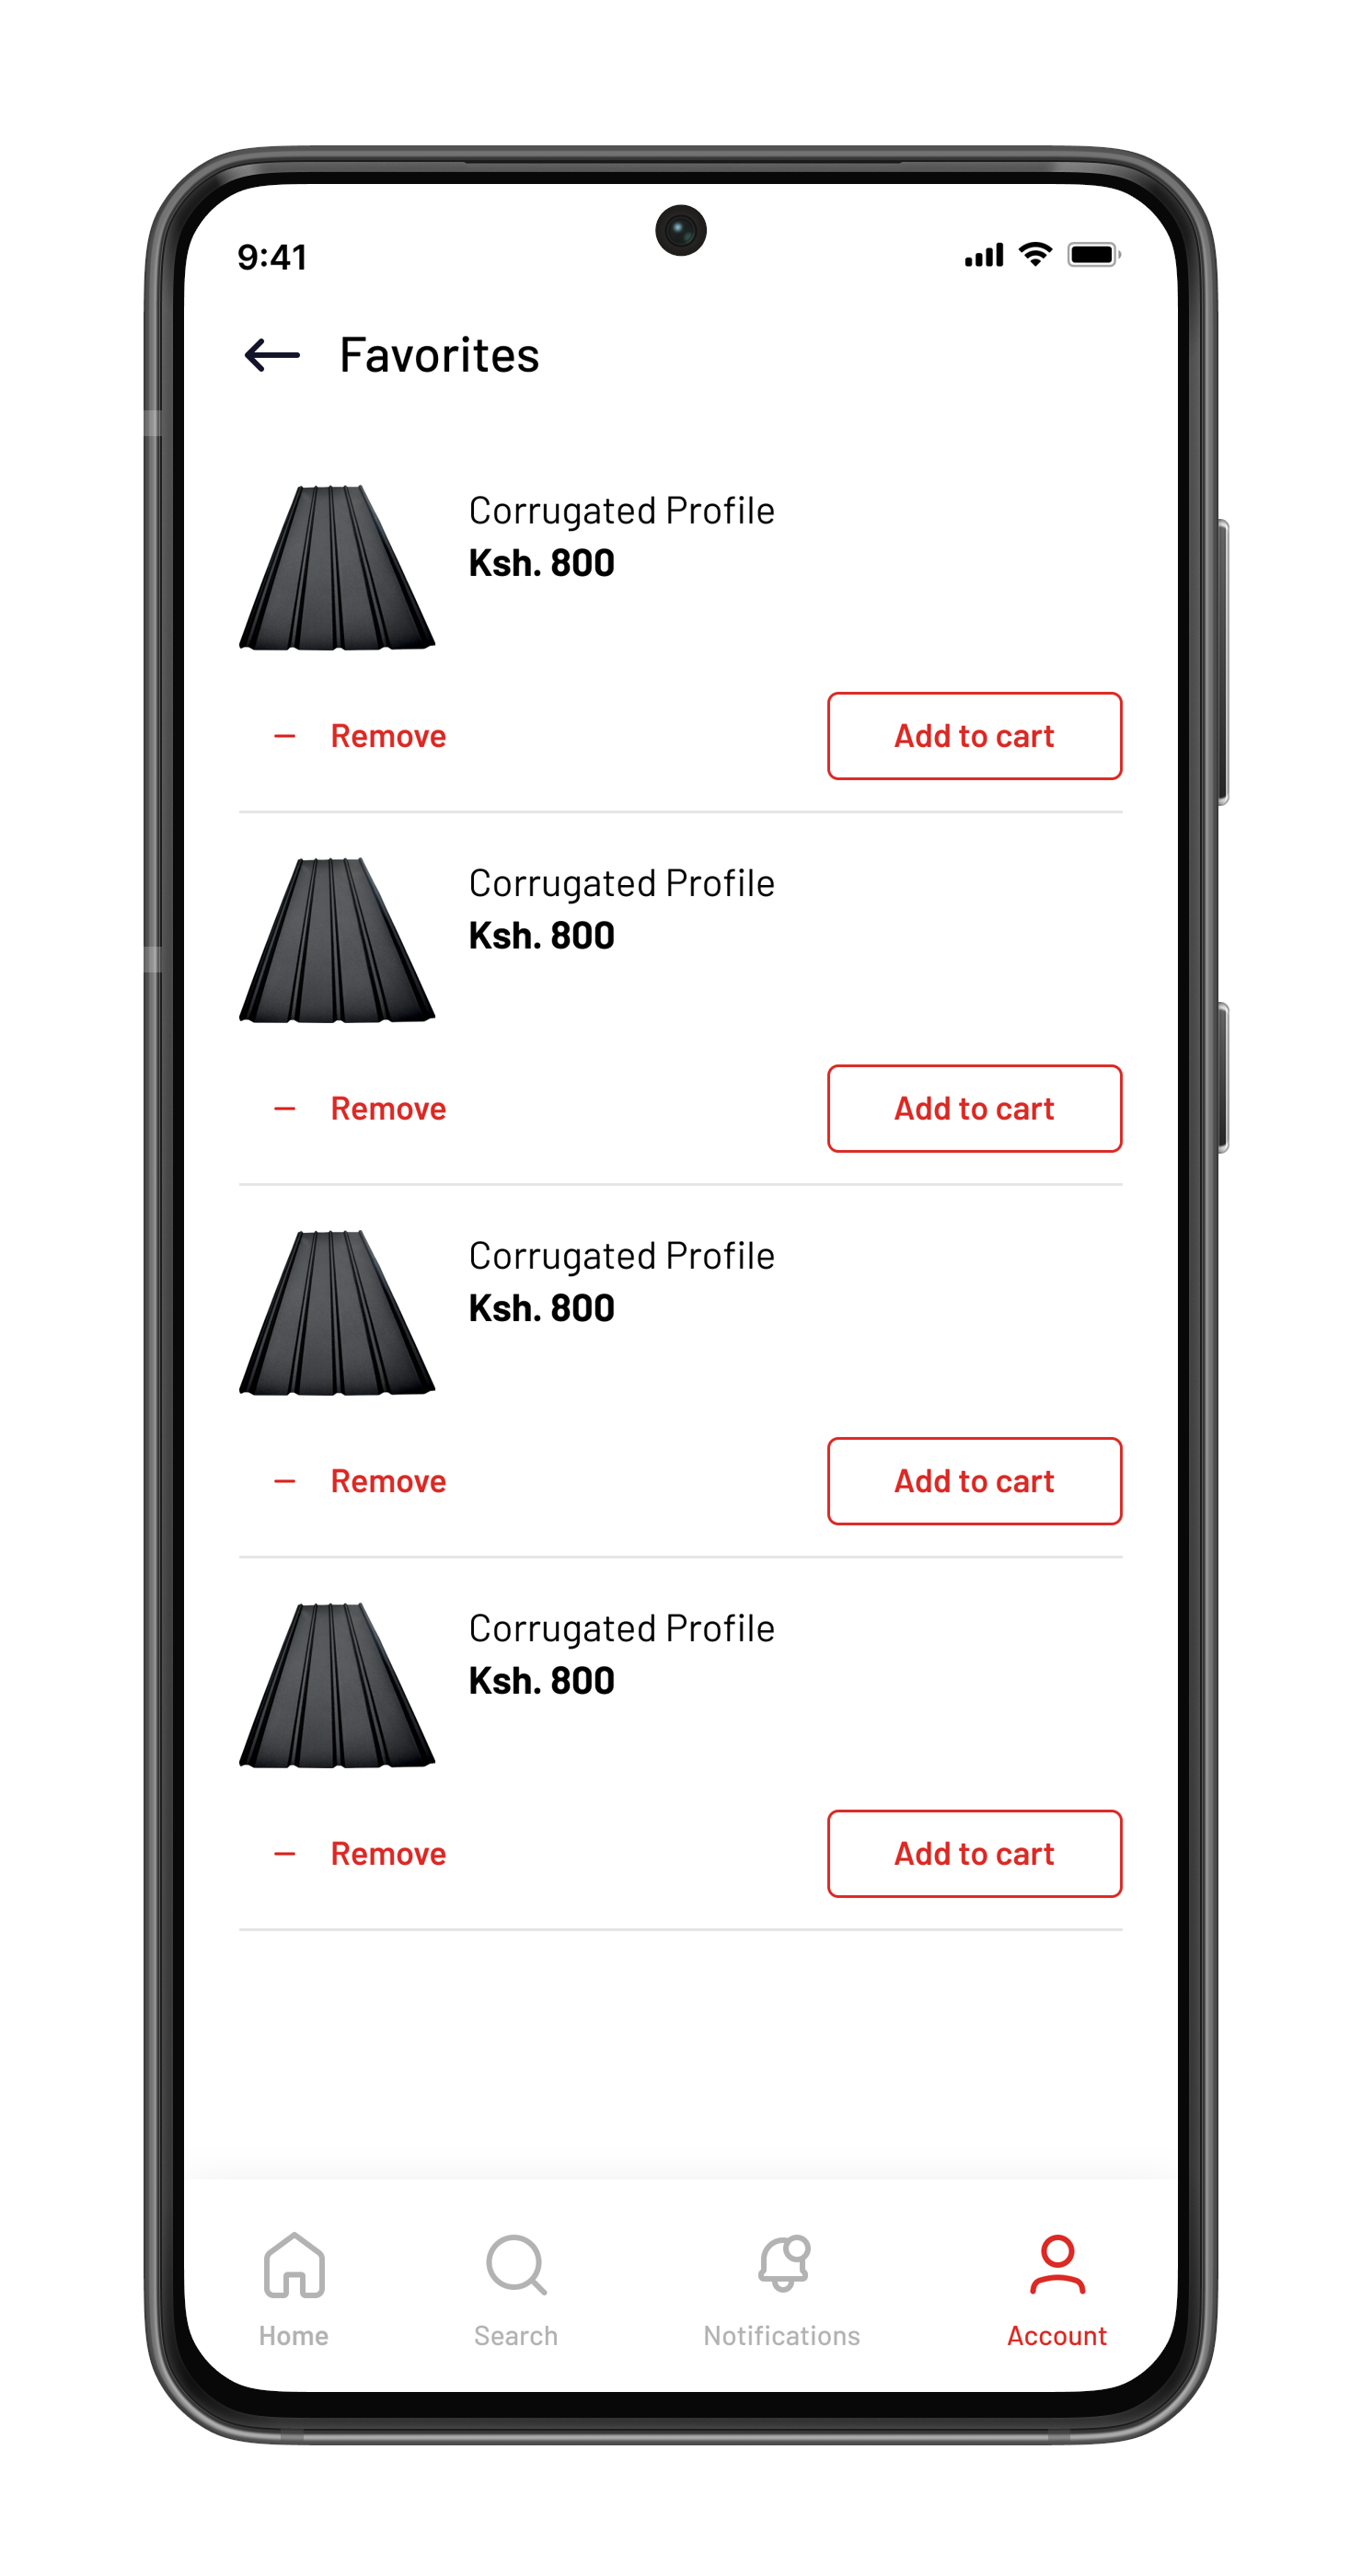 9:41
Favorites
Corrugated Profile
Ksh. 800
Remove
Add to cart
Corrugated Profile
Ksh. 800
Remove
Add to cart
Corrugated Profile
Ksh. 800
Remove
Add to cart
Corrugated Profile
Ksh. 800
Remove
Add to cart
Home
Search
Notifications
Account